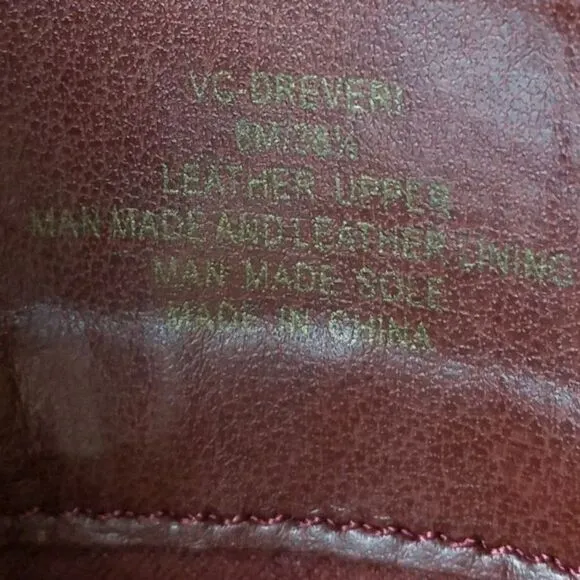 VC-DREVERI
LEATHER UPPER
MAN MADE AND LEATHER LINING
MAN MADE SOLE
MADE IN CHINA